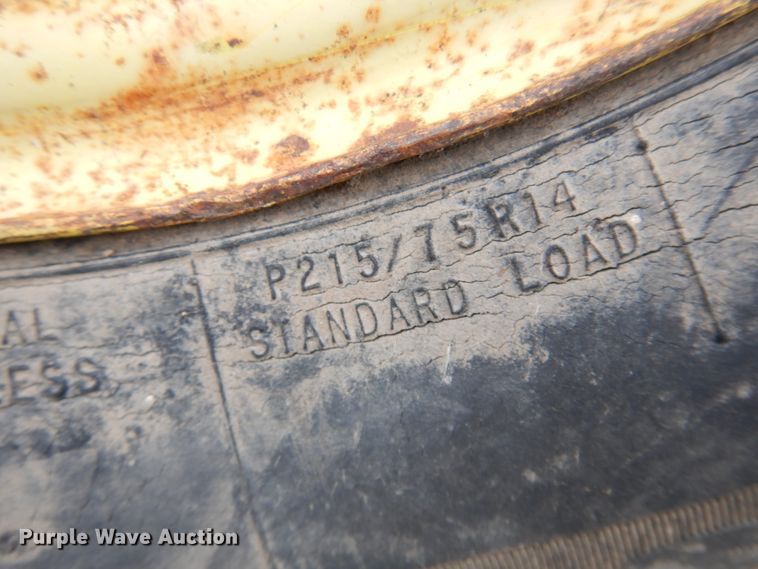 P215/75R14
STANDARD LOAD
AL
ESS
Purple Wave Auction